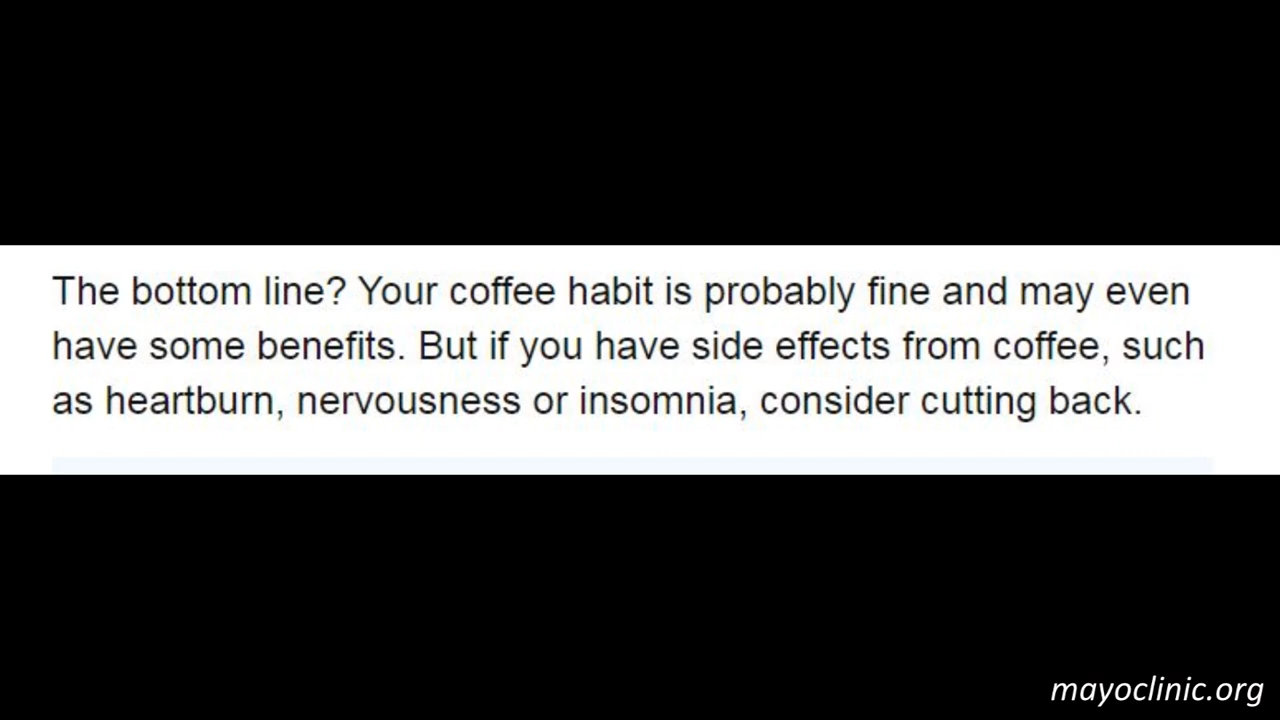 The bottom line? Your coffee habit is probably fine and may even
have some benefits. But if you have side effects from coffee, such
as heartburn, nervousness or insomnia, consider cutting back.
mayoclinic.org